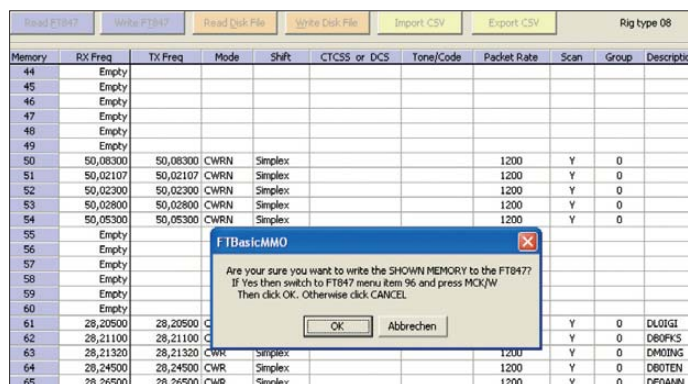 Read FT847 Write FT847 Read Disk File Write Disk File Import CSV Export CSV Rig type 08
Memory RX Freq TX Freq Mode Shift CTCSS or DCS Tone/Code Packet Rate Scan Group Descriptio
44 Empty
45 Empty
46 Empty
47 Empty
48 Empty
49 Empty
50 50,08300 50,08300 CWRN Simplex 1200 Y 0
51 50,02107 50,02107 CWRN Simplex 1200 Y 0
52 50,02300 50,02300 CWRN Simplex 1200 Y 0
53 50,02800 50,02800 CWRN Simplex 1200 Y 0
54 50,05300 50,05300 CWRN Simplex 1200 Y 0
55 Empty
56 Empty
57 Empty
58 Empty
59 Empty
60 Empty
FTBasicMMO
Are your sure you want to write the SHOWN MEMORY to the FT847?
If Yes then switch to FT847 menu item 96 and press MCK/W
Then click OK. Otherwise click CANCEL
OK Abbrechen
61 28,20500 28,20500 C Y 0 DL0IGI
62 28,21100 28,21100 C Y 0 DB0FKS
63 28,21320 28,21320 CWR Simplex 1200 Y 0 DM0ING
64 28,24500 28,24500 CWR Simplex 1200 Y 0 DB0TEN
65 28,26500 28,26500 CWR Simplex 1200 Y 0 DF0ANN